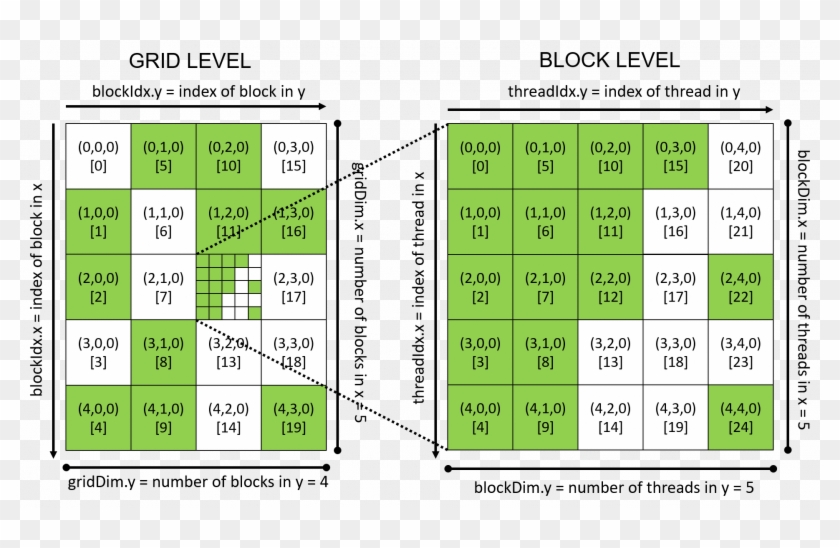 GRID LEVEL
blockIdx.y = index of block in y
blockIdx.x = index of block in x
(0,0,0) (0,1,0) (0,2,0) (0,3,0)
[0] [5] [10] [15]
(1,0,0) (1,1,0) (1,2,0) (1,3,0)
[1] [6] [11] [16]
(2,0,0) (2,1,0) (2,3,0)
[2] [7] [17]
(3,0,0) (3,1,0) (3,2,0) (3,3,0)
[3] [8] [13] [18]
(4,0,0) (4,1,0) (4,2,0) (4,3,0)
[4] [9] [14] [19]
gridDim.x = number of blocks in x = 5
gridDim.y = number of blocks in y = 4
BLOCK LEVEL
threadIdx.y = index of thread in y
threadIdx.x = index of thread in x
(0,0,0) (0,1,0) (0,2,0) (0,3,0) (0,4,0)
[0] [5] [10] [15] [20]
(1,0,0) (1,1,0) (1,2,0) (1,3,0) (1,4,0)
[1] [6] [11] [16] [21]
(2,0,0) (2,1,0) (2,2,0) (2,3,0) (2,4,0)
[2] [7] [12] [17] [22]
(3,0,0) (3,1,0) (3,2,0) (3,3,0) (3,4,0)
[3] [8] [13] [18] [23]
(4,0,0) (4,1,0) (4,2,0) (4,3,0) (4,4,0)
[4] [9] [14] [19] [24]
blockDim.x = number of threads in x = 5
blockDim.y = number of threads in y = 5